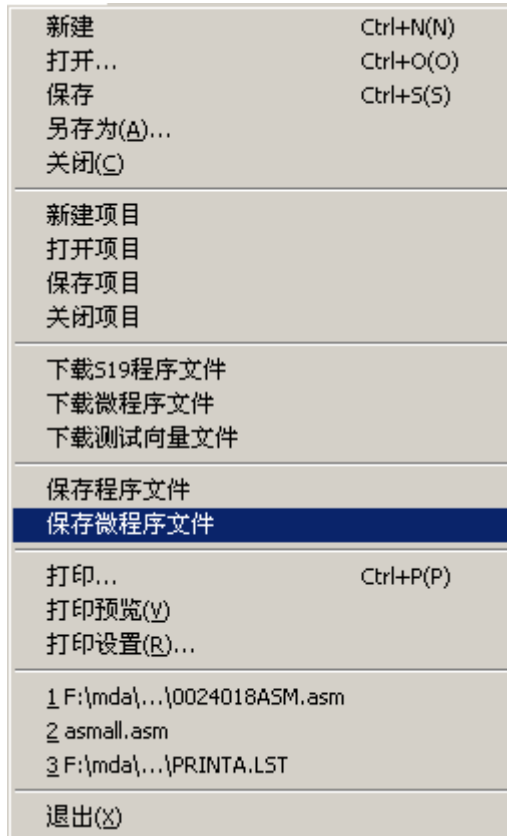 新建 Ctrl+N(N)
打开... Ctrl+O(O)
保存 Ctrl+S(S)
另存为(A)...
关闭(C)
新建项目
打开项目
保存项目
关闭项目
下载S19程序文件
下载微程序文件
下载测试向量文件
保存程序文件
保存微程序文件
打印... Ctrl+P(P)
打印预览(V)
打印设置(R)...
1 F:\mda\...\0024018ASM.asm
2 asmall.asm
3 F:\mda\...\PRINTA.LST
退出(X)